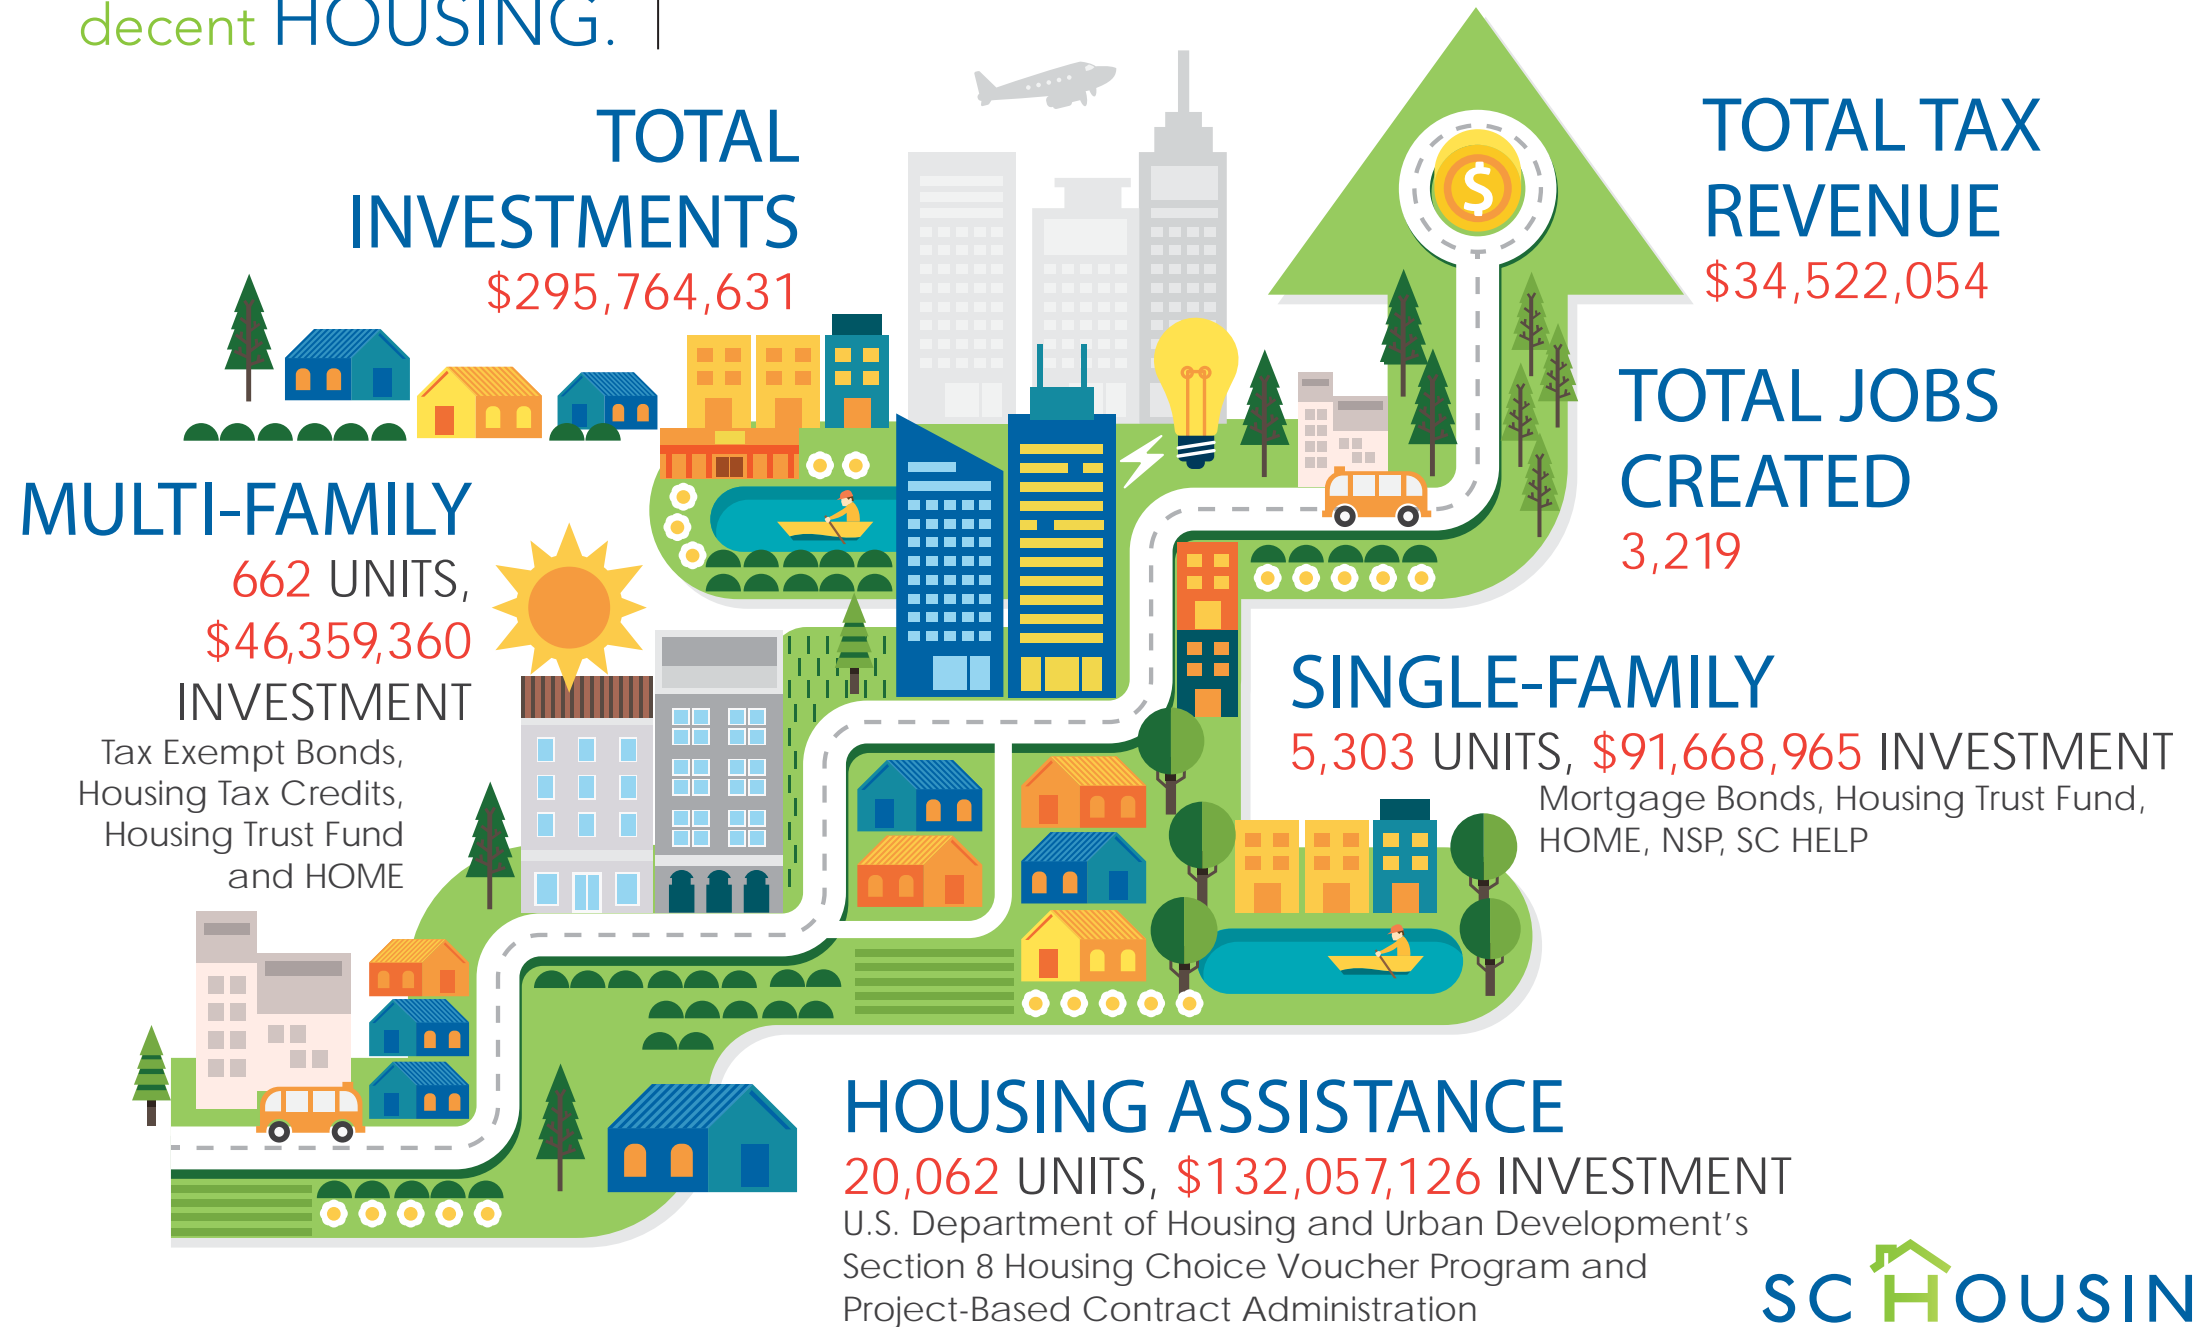 decent HOUSING.
TOTAL
INVESTMENTS
$295,764,631
TOTAL TAX
REVENUE
$34,522,054
TOTAL JOBS
CREATED
3,219
MULTI-FAMILY
662 UNITS,
$46,359,360
INVESTMENT
Tax Exempt Bonds,
Housing Tax Credits,
Housing Trust Fund
and HOME
SINGLE-FAMILY
5,303 UNITS, $91,668,965 INVESTMENT
Mortgage Bonds, Housing Trust Fund,
HOME, NSP, SC HELP
HOUSING ASSISTANCE
20,062 UNITS, $132,057,126 INVESTMENT
U.S. Department of Housing and Urban Development's
Section 8 Housing Choice Voucher Program and
Project-Based Contract Administration
SC HOUSIN
$